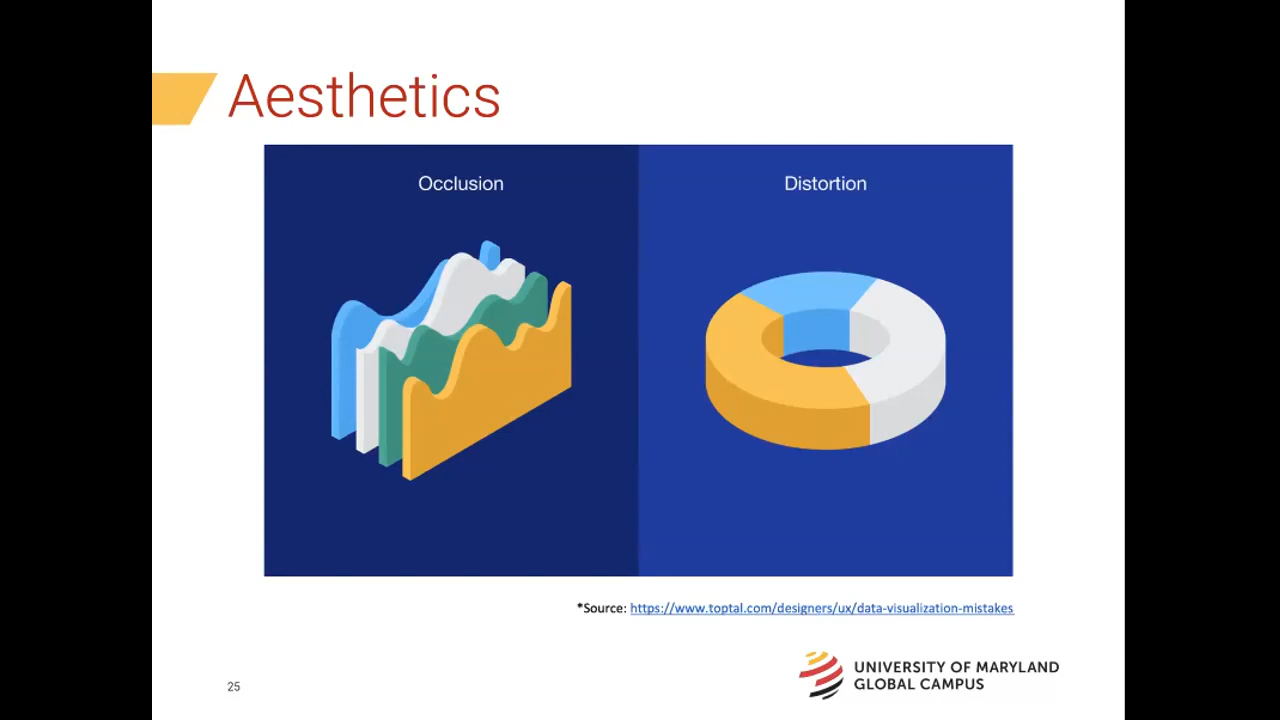 Aesthetics
Occlusion
Distortion
*Source: https://www.toptal.com/designers/ux/data-visualization-mistakes
25
UNIVERSITY OF MARYLAND
GLOBAL CAMPUS